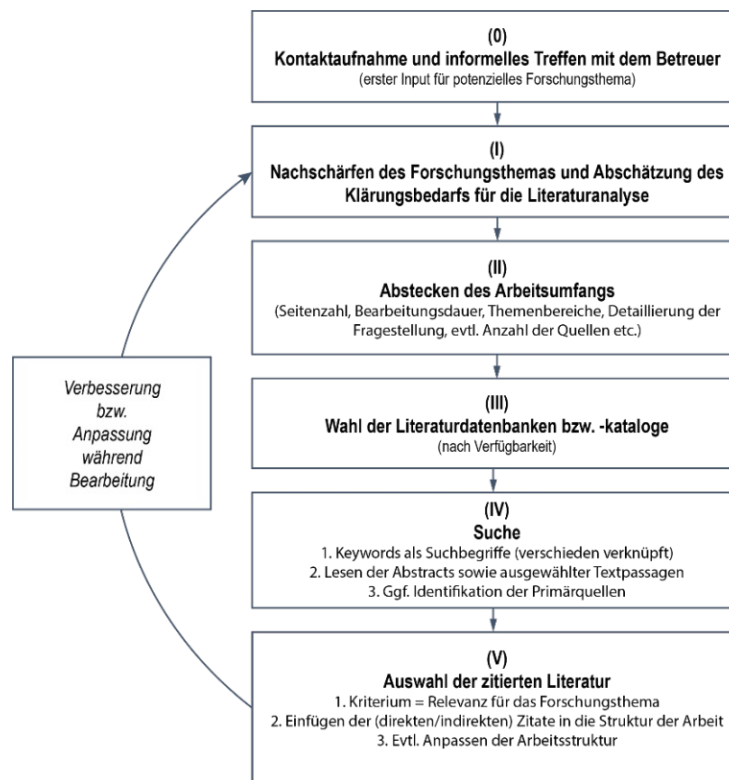 (0)
Kontaktaufnahme und informelles Treffen mit dem Betreuer
(erster Input für potenzielles Forschungsthema)
(I)
Nachschärfen des Forschungsthemas und Abschätzung des
Klärungsbedarfs für die Literaturanalyse
(II)
Abstecken des Arbeitsumfangs
(Seitenzahl, Bearbeitungsdauer, Themenbereiche, Detaillierung der
Fragestellung, evtl. Anzahl der Quellen etc.)
(III)
Wahl der Literaturdatenbanken bzw. -kataloge
(nach Verfügbarkeit)
(IV)
Suche
1. Keywords als Suchbegriffe (verschieden verknüpft)
2. Lesen der Abstracts sowie ausgewählter Textpassagen
3. Ggf. Identifikation der Primärquellen
(V)
Auswahl der zitierten Literatur
1. Kriterium = Relevanz für das Forschungsthema
2. Einfügen der (direkten/indirekten) Zitate in die Struktur der Arbeit
3. Evtl. Anpassen der Arbeitsstruktur
Verbesserung
bzw.
Anpassung
während
Bearbeitung